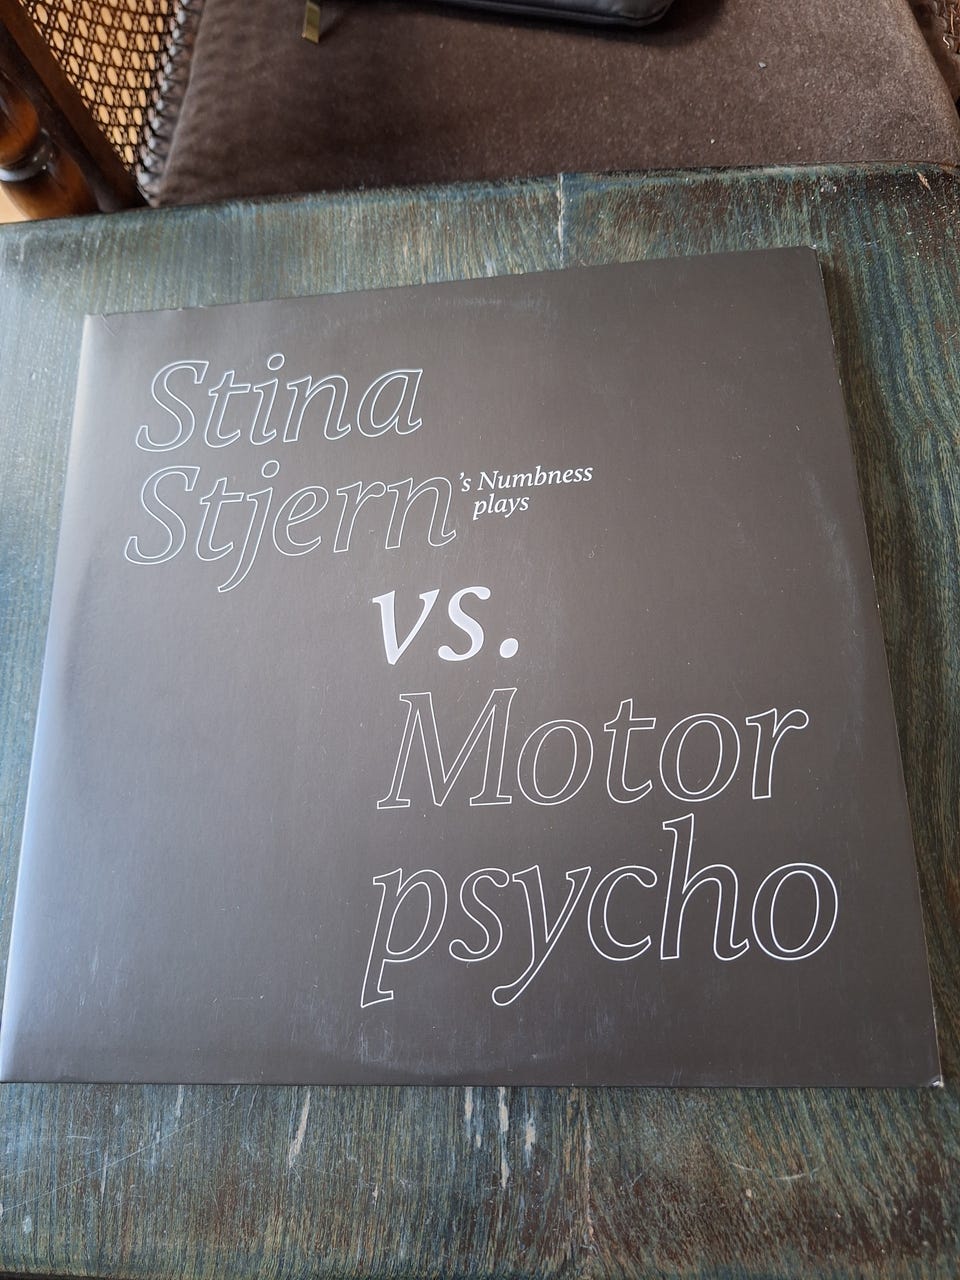 Stina
Stjern's Numbness
plays
vs.
Motor
psycho